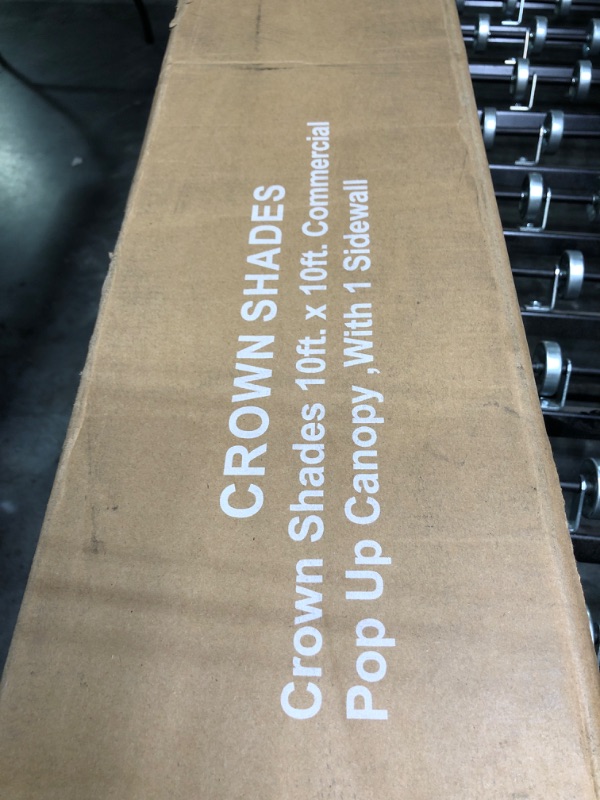 CROWN SHADES
Crown Shades 10ft. x 10ft. Commercial
Pop Up Canopy ,With 1 Sidewall